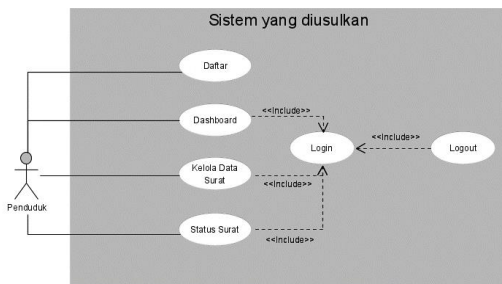 Sistem yang diusulkan
Daftar
Dashboard
<<include>>
Login
<<include>>
Logout
Kelola Data
Surat
<<include>>
Penduduk
Status Surat
<<include>>